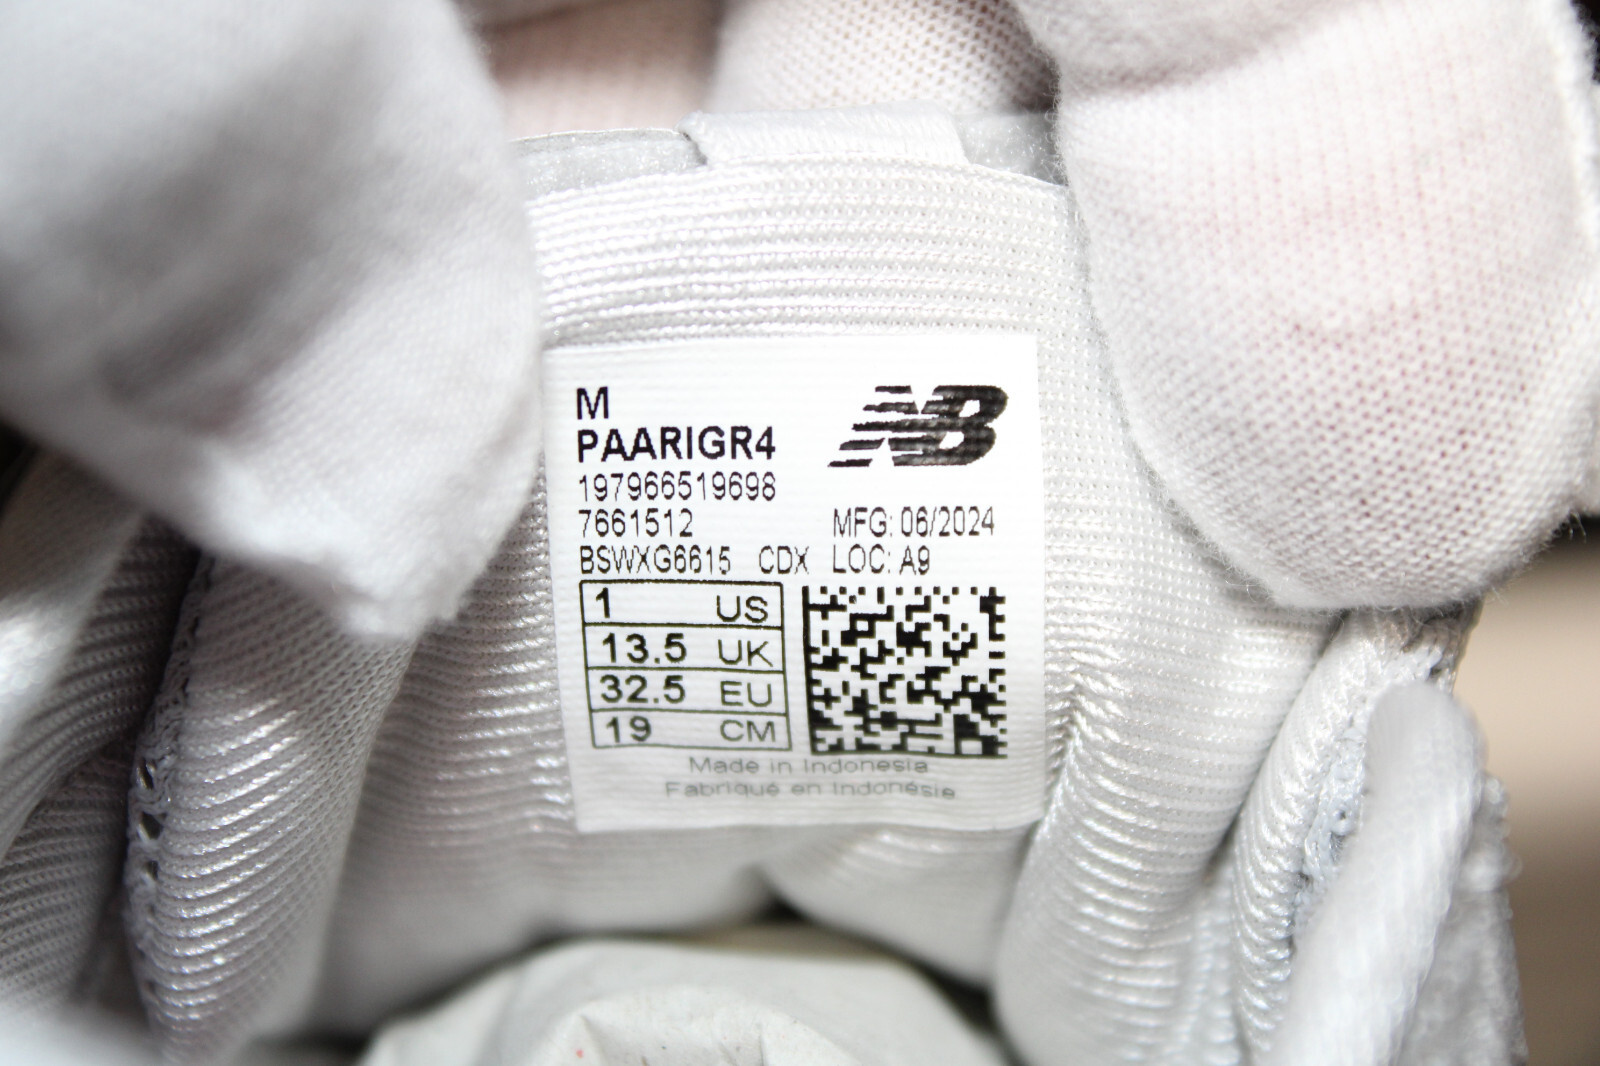 M
PAARIGR4
NB
197966519698
7661512 MFG: 06/2024
BSWXG6615 CDX LOC: A9
1 US
13.5 UK
32.5 EU
19 CM
Made in Indonesia
Fabriqué en Indonésie